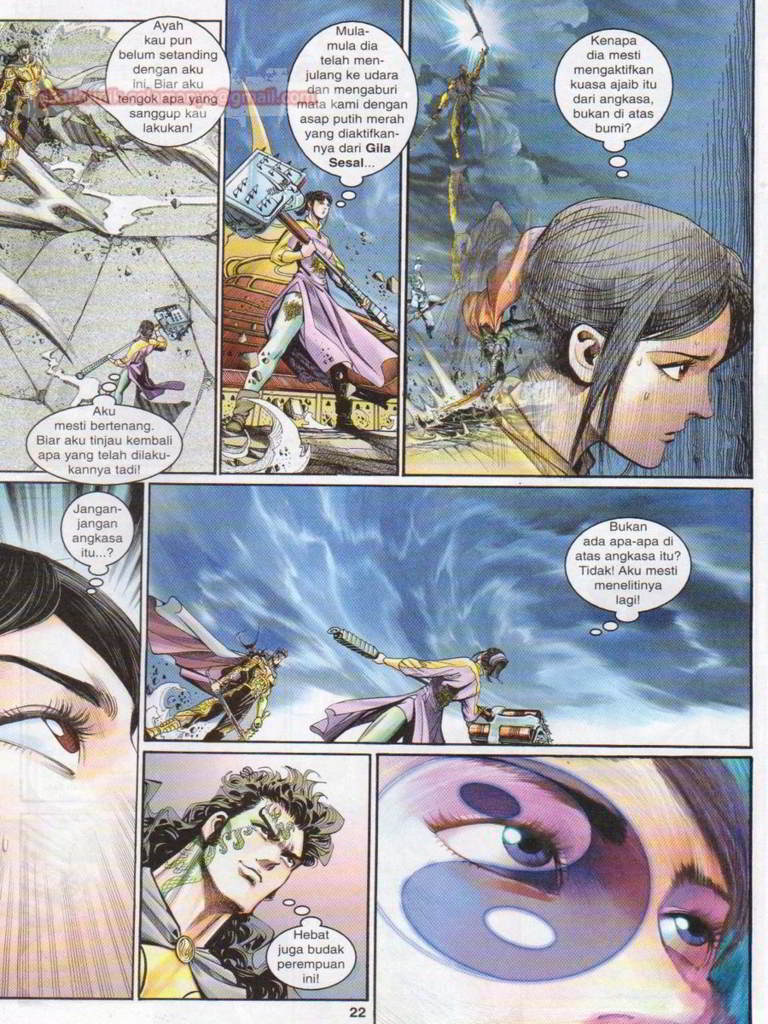 Ayah
kau pun
belum setanding
dengan aku
ini. Biar aku
tengok apa yang
sanggup kau
lakukan!
Aku
mesti bertenang.
Biar aku tinjau kembali
apa yang telah dilaku-
kannya tadi!
Mula-
mula dia
telah men-
julang ke udara
dan mengaburi
mata kami dengan
asap putih merah
yang diaktifkan-
nya dari Gila
Sesal...
Kenapa
dia mesti
mengaktifkan
kuasa ajaib itu
dari angkasa,
bukan di atas
bumi?
Jangan-
jangan
angkasa
itu...?
Bukan
ada apa-apa di
atas angkasa itu?
Tidak! Aku mesti
menelitinya
lagi!
Hebat
juga budak
perempuan
ini!
22